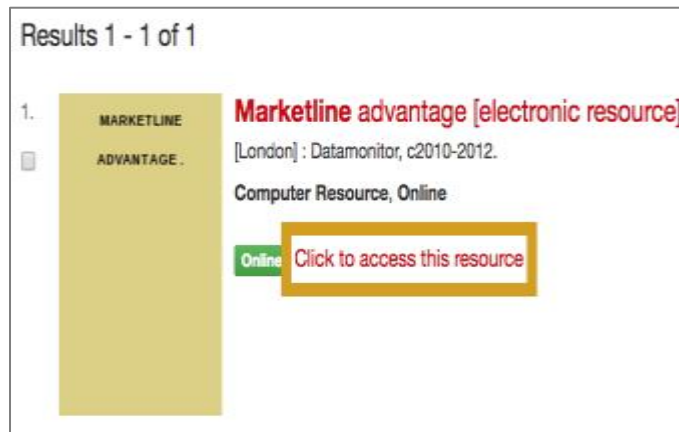 Results 1 - 1 of 1
1.
MARKETLINE
ADVANTAGE .
Marketline advantage [electronic resource]
[London] : Datamonitor, c2010-2012.
Computer Resource, Online
Online Click to access this resource